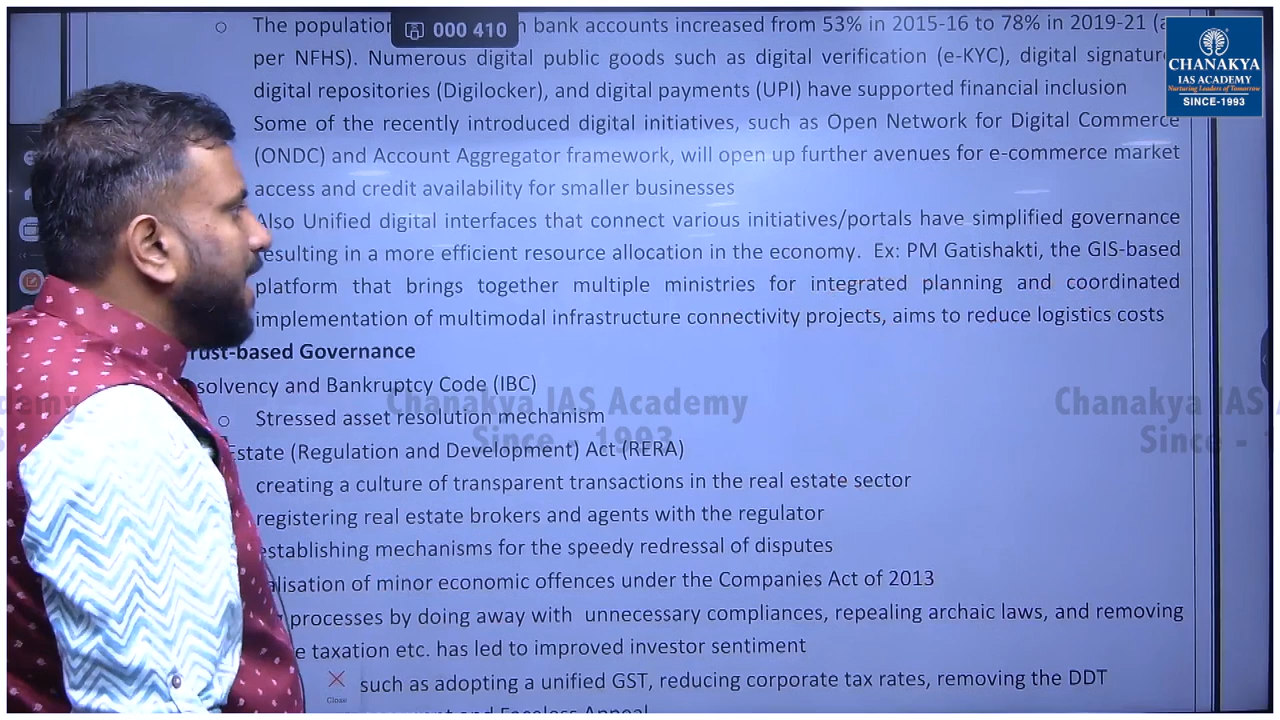 The population 000 410 bank accounts increased from 53% in 2015-16 to 78% in 2019-21
per NFHS). Numerous digital public goods such as digital verification (e-KYC), digital signatur
digital repositories (Digilocker), and digital payments (UPI) have supported financial inclusion
Some of the recently introduced digital initiatives, such as Open Network for Digital Commerce
(ONDC) and Account Aggregator framework, will open up further avenues for e-commerce market
access and credit availability for smaller businesses
Also Unified digital interfaces that connect various initiatives/portals have simplified governance
esulting in a more efficient resource allocation in the economy. Ex: PM Gatishakti, the GIS-based
platform that brings together multiple ministries for integrated planning and coordinated
implementation of multimodal infrastructure connectivity projects, aims to reduce logistics costs
rust-based Governance
solvency and Bankruptcy Code (IBC)
Stressed asset resolution mechanism
Estate (Regulation and Development) Act (RERA)
creating a culture of transparent transactions in the real estate sector
registering real estate brokers and agents with the regulator
establishing mechanisms for the speedy redressal of disputes
alisation of minor economic offences under the Companies Act of 2013
processes by doing away with unnecessary compliances, repealing archaic laws, and removing
e taxation etc. has led to improved investor sentiment
such as adopting a unified GST, reducing corporate tax rates, removing the DDT
and Faceless Appeal
Close
CHANAKYA
IAS ACADEMY
Nurturing Leaders of Tomorrow
SINCE-1993
Chanakya IAS Academy
Since - 1993
Chanakya IAS
Since -